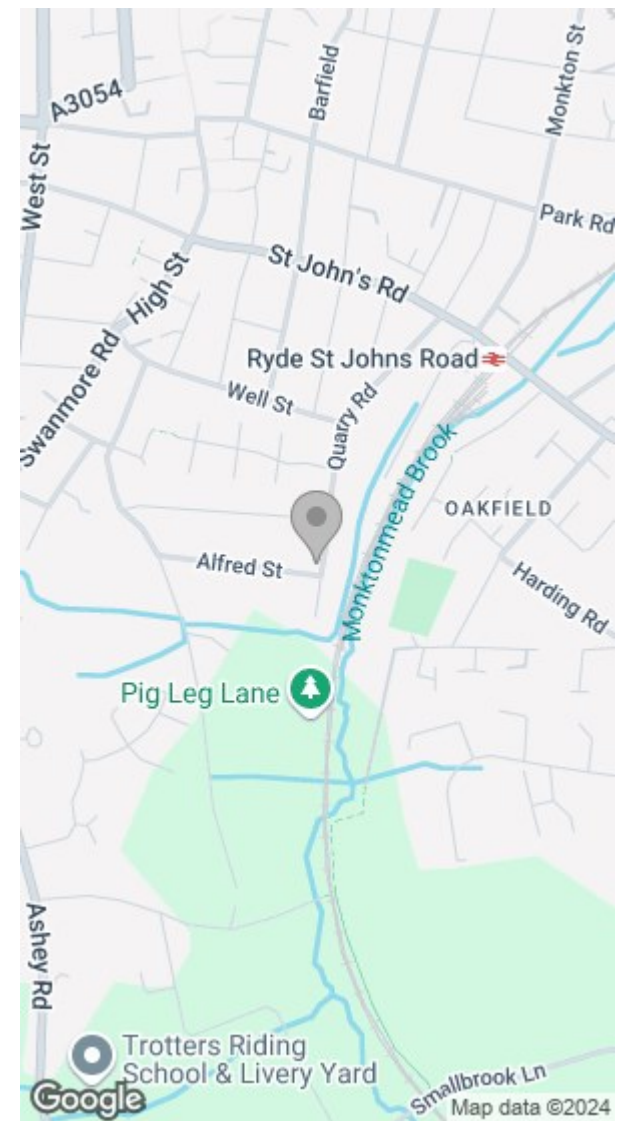 A3054
Barfield
Monkton St
West St
Park Rd
High St
St John's Rd
Swanmore Rd
Ryde St Johns Road
Well St
Quarry Rd
Monktonmead Brook
OAKFIELD
Alfred St
Harding Rd
Pig Leg Lane
Ashey Rd
Trotters Riding
School & Livery Yard
Smallbrook Ln
Google
Map data ©2024